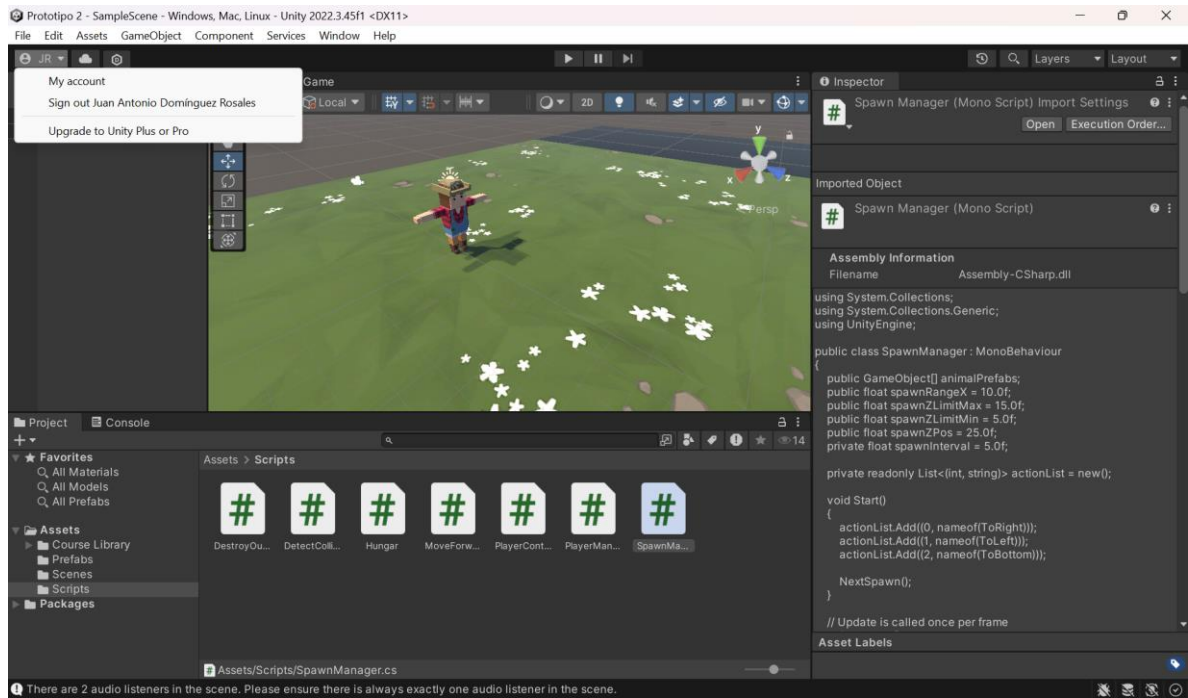 Prototipo 2 - SampleScene - Windows, Mac, Linux - Unity 2022.3.45f1 <DX11>
File Edit Assets GameObject Component Services Window Help
JR
Layers
Layout
My account
Sign out Juan Antonio Domínguez Rosales
Upgrade to Unity Plus or Pro
Game
Local
2D
y
x
z
Persp
Inspector
Spawn Manager (Mono Script) Import Settings
Open Execution Order...
Imported Object
Spawn Manager (Mono Script)
Assembly Information
Filename Assembly-CSharp.dll
using System.Collections;
using System.Collections.Generic;
using UnityEngine;
public class SpawnManager : MonoBehaviour
{
public GameObject[] animalPrefabs;
public float spawnRangeX = 10.0f;
public float spawnZLimitMax = 15.0f;
public float spawnZLimitMin = 5.0f;
public float spawnZPos = 25.0f;
private float spawnInterval = 5.0f;
private readonly List<(int, string)> actionList = new();
void Start()
{
actionList.Add((0, nameof(ToRight)));
actionList.Add((1, nameof(ToLeft)));
actionList.Add((2, nameof(ToBottom)));
NextSpawn();
}
// Update is called once per frame
Asset Labels
Project Console
14
Favorites
All Materials
All Models
All Prefabs
Assets
Course Library
Prefabs
Scenes
Scripts
Packages
Assets > Scripts
DestroyOu... DetectColli... Hungar MoveForw... PlayerCont... PlayerMan... SpawnMa...
Assets/Scripts/SpawnManager.cs
There are 2 audio listeners in the scene. Please ensure there is always exactly one audio listener in the scene.